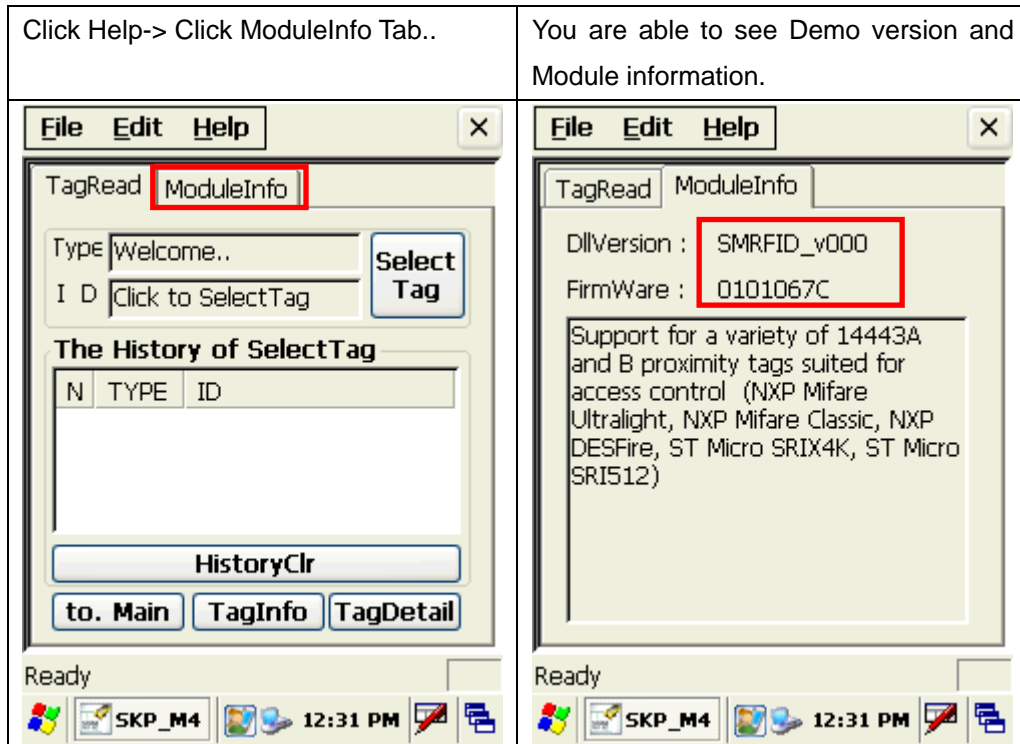 Click Help-> Click ModuleInfo Tab..
You are able to see Demo version and
Module information.
File Edit Help ×
TagRead ModuleInfo
Type Welcome..
I D Click to SelectTag
Select
Tag
The History of SelectTag
N TYPE ID
HistoryClr
to. Main TagInfo TagDetail
Ready
SKP_M4 12:31 PM
File Edit Help ×
TagRead ModuleInfo
DllVersion : SMRFID_v000
FirmWare : 0101067C
Support for a variety of 14443A
and B proximity tags suited for
access control (NXP Mifare
Ultralight, NXP Mifare Classic, NXP
DESFire, ST Micro SRIX4K, ST Micro
SRI512)
Ready
SKP_M4 12:31 PM